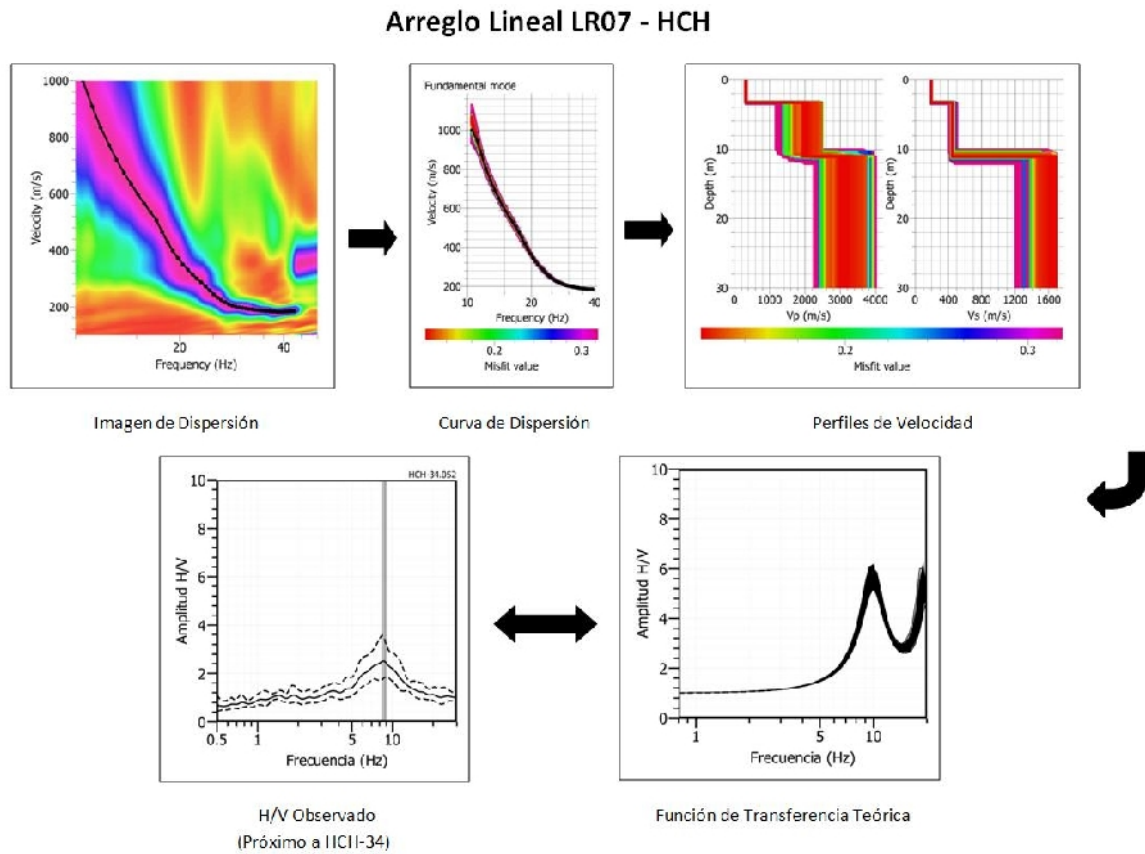 Arreglo Lineal LR07 - HCH
1000
800
600
400
200
Velocity (m/s)
20
40
Frequency (Hz)
Imagen de Dispersión
Fundamental mode
1000
800
600
400
200
Velocity (m/s)
10
20
40
Frequency (Hz)
0.2
0.3
Misfit value
Curva de Dispersión
0
10
20
30
Depth (m)
0
1000
2000
3000
4000
Vp (m/s)
0
10
20
30
Depth (m)
0
400
800
1600
Vs (m/s)
0.2
0.3
Misfit value
Perfiles de Velocidad
HCH-34.052
10
8
6
4
2
0
Amplitud H/V
0.5
1
5
10
Frecuencia (Hz)
H/V Observado
(Próximo a HCH-34)
10
8
6
4
2
0
Amplitud H/V
1
5
10
Frecuencia (Hz)
Función de Transferencia Teórica